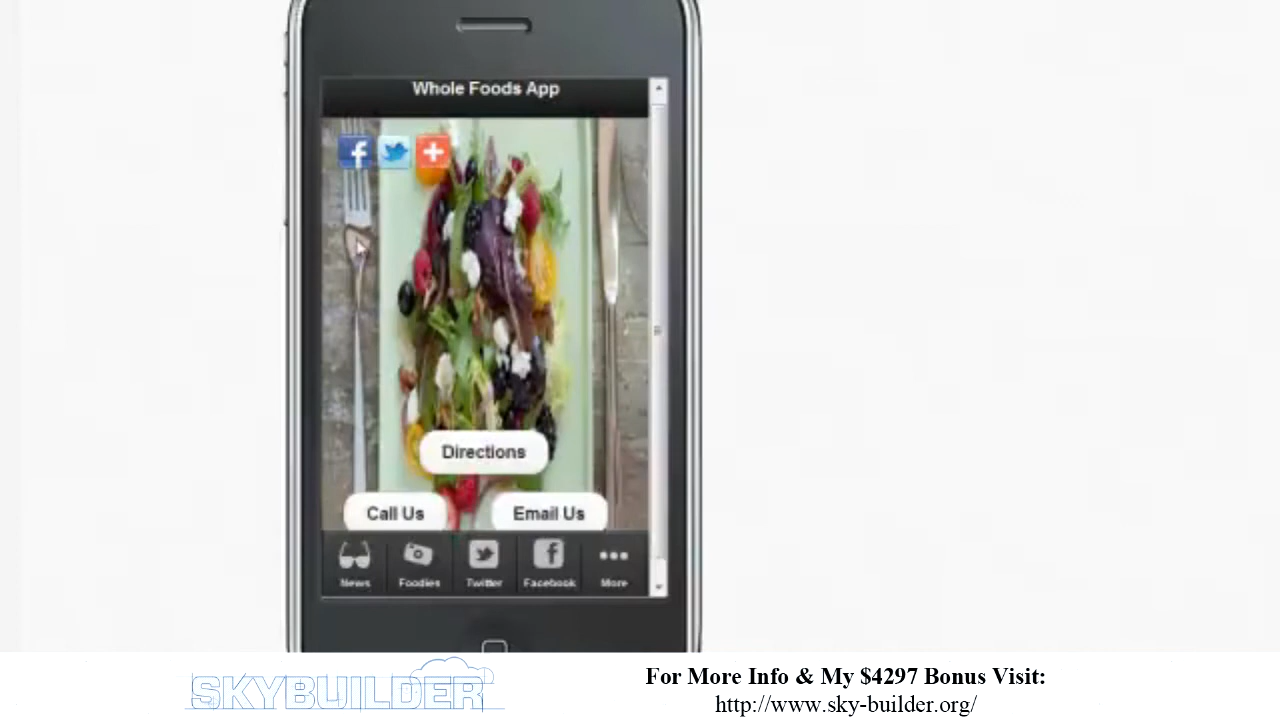 Whole Foods App
Directions
Call Us
Email Us
News
Foodies
Twitter
Facebook
More
SKYBUILDER
For More Info & My $4297 Bonus Visit:
http://www.sky-builder.org/